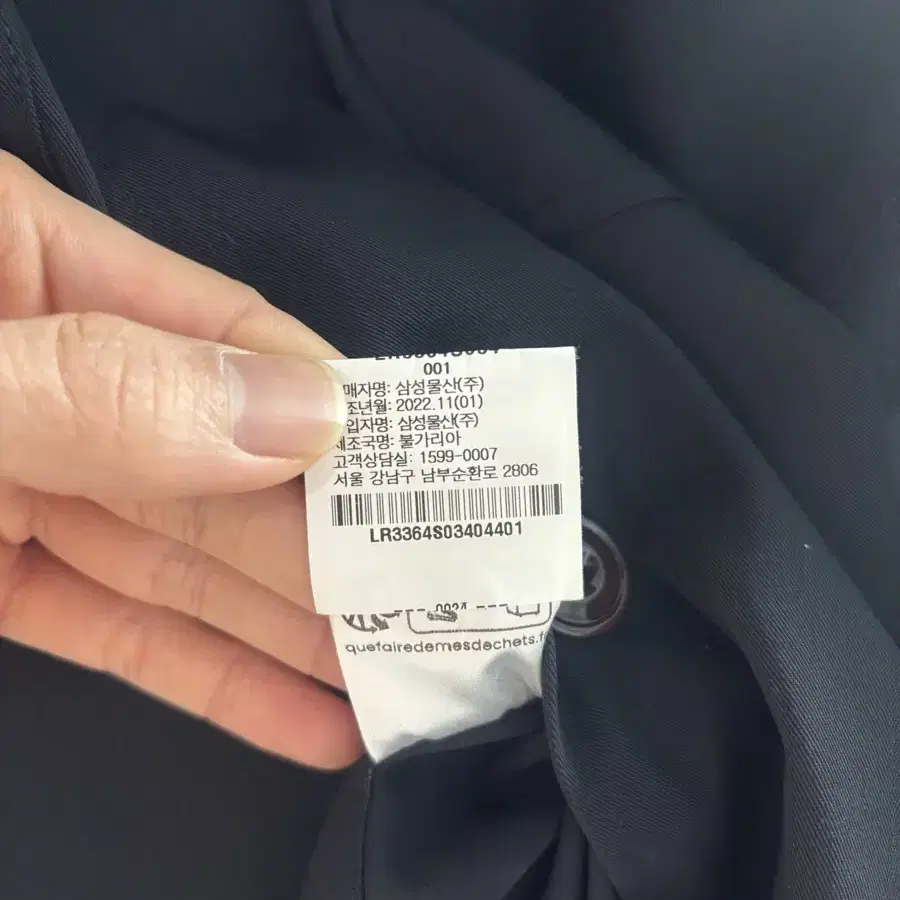 001
매자명: 삼성물산(주)
조년월: 2022.11(01)
입자명: 삼성물산(주)
제조국명: 불가리아
고객상담실: 1599-0007
서울 강남구 남부순환로 2806
LR3364S03404401
quefairedemesdechets.f